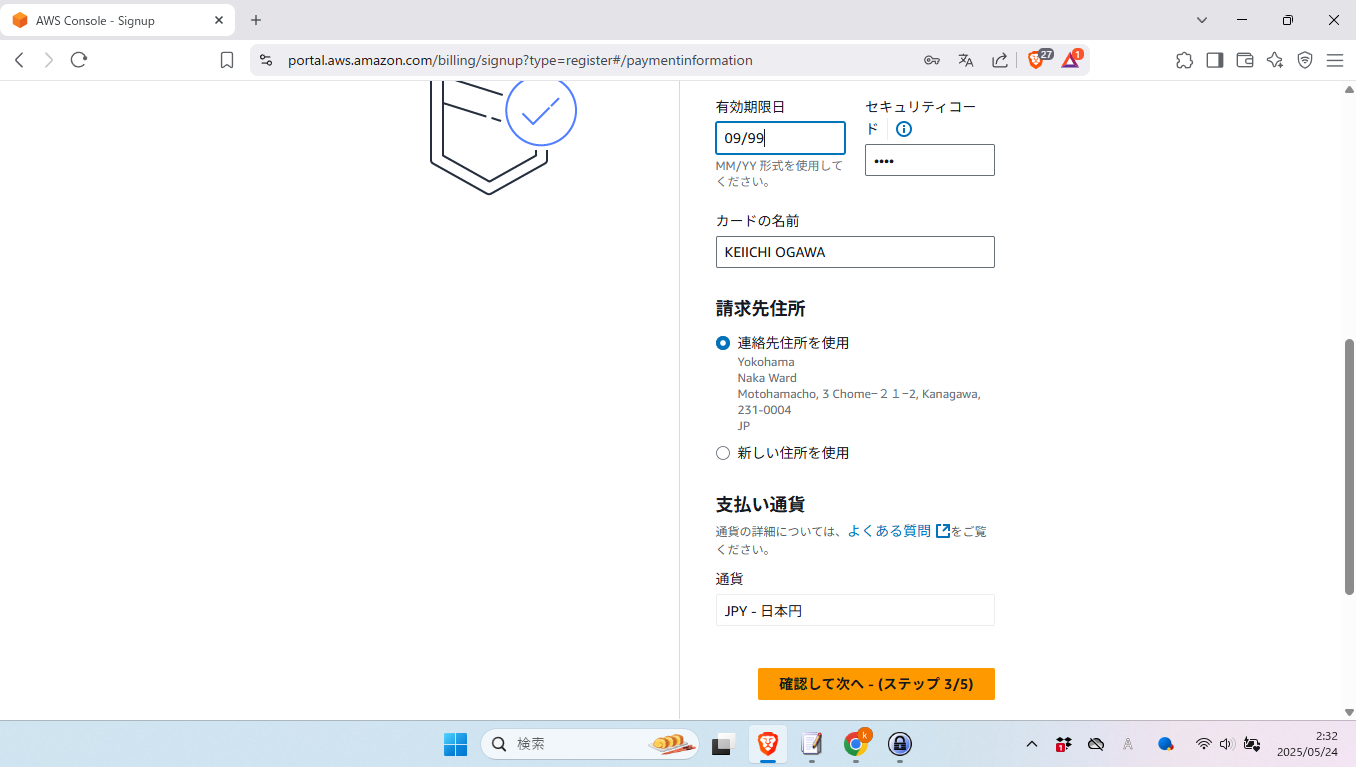 AWS Console - Signup
portal.aws.amazon.com/billing/signup?type=register#/paymentinformation
27
1
有効期限日
セキュリティコー
ド
09/99
••••
MM/YY 形式を使用して
ください。
カードの名前
KEIICHI OGAWA
請求先住所
連絡先住所を使用
Yokohama
Naka Ward
Motohamacho, 3 Chome−２１−2, Kanagawa,
231-0004
JP
新しい住所を使用
支払い通貨
通貨の詳細については、よくある質問をご覧
ください。
通貨
JPY - 日本円
確認して次へ - (ステップ 3/5)
検索
k
1
A
2:32
2025/05/24